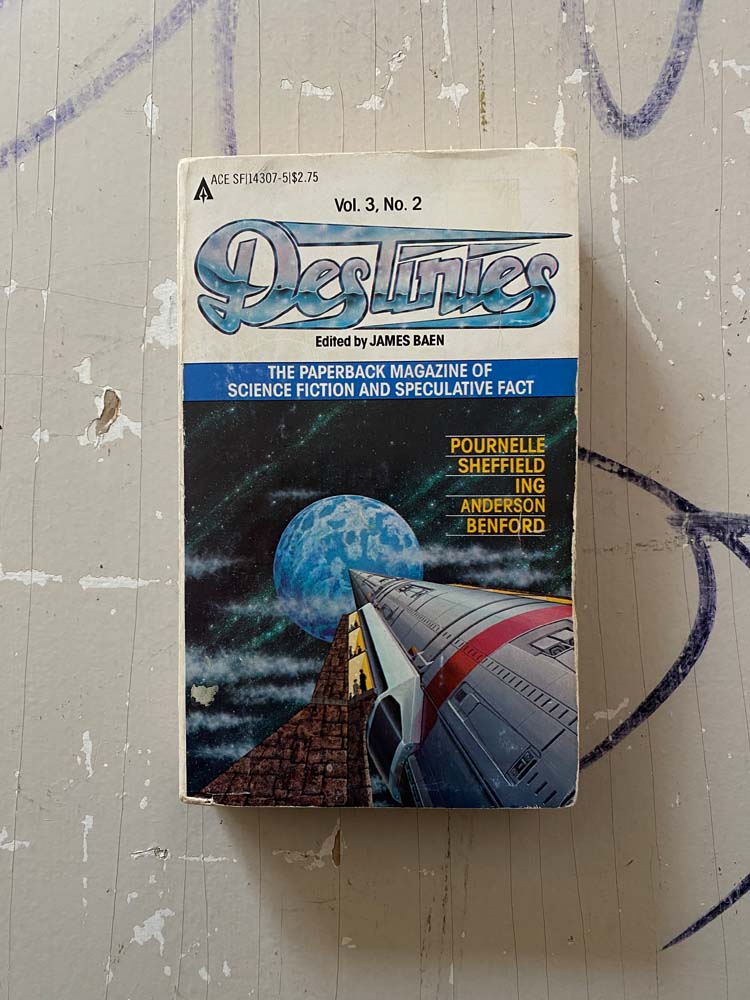 ACE SF|14307-5|$2.75
Vol. 3, No. 2
Destinies
Edited by JAMES BAEN
THE PAPERBACK MAGAZINE OF
SCIENCE FICTION AND SPECULATIVE FACT
POURNELLE
SHEFFIELD
ING
ANDERSON
BENFORD